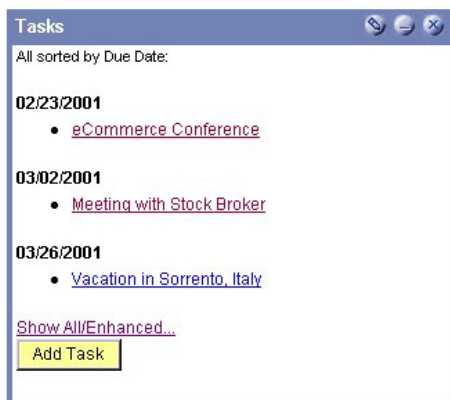 Tasks
All sorted by Due Date:
02/23/2001
eCommerce Conference
03/02/2001
Meeting with Stock Broker
03/26/2001
Vacation in Sorrento, Italy
Show All/Enhanced...
Add Task